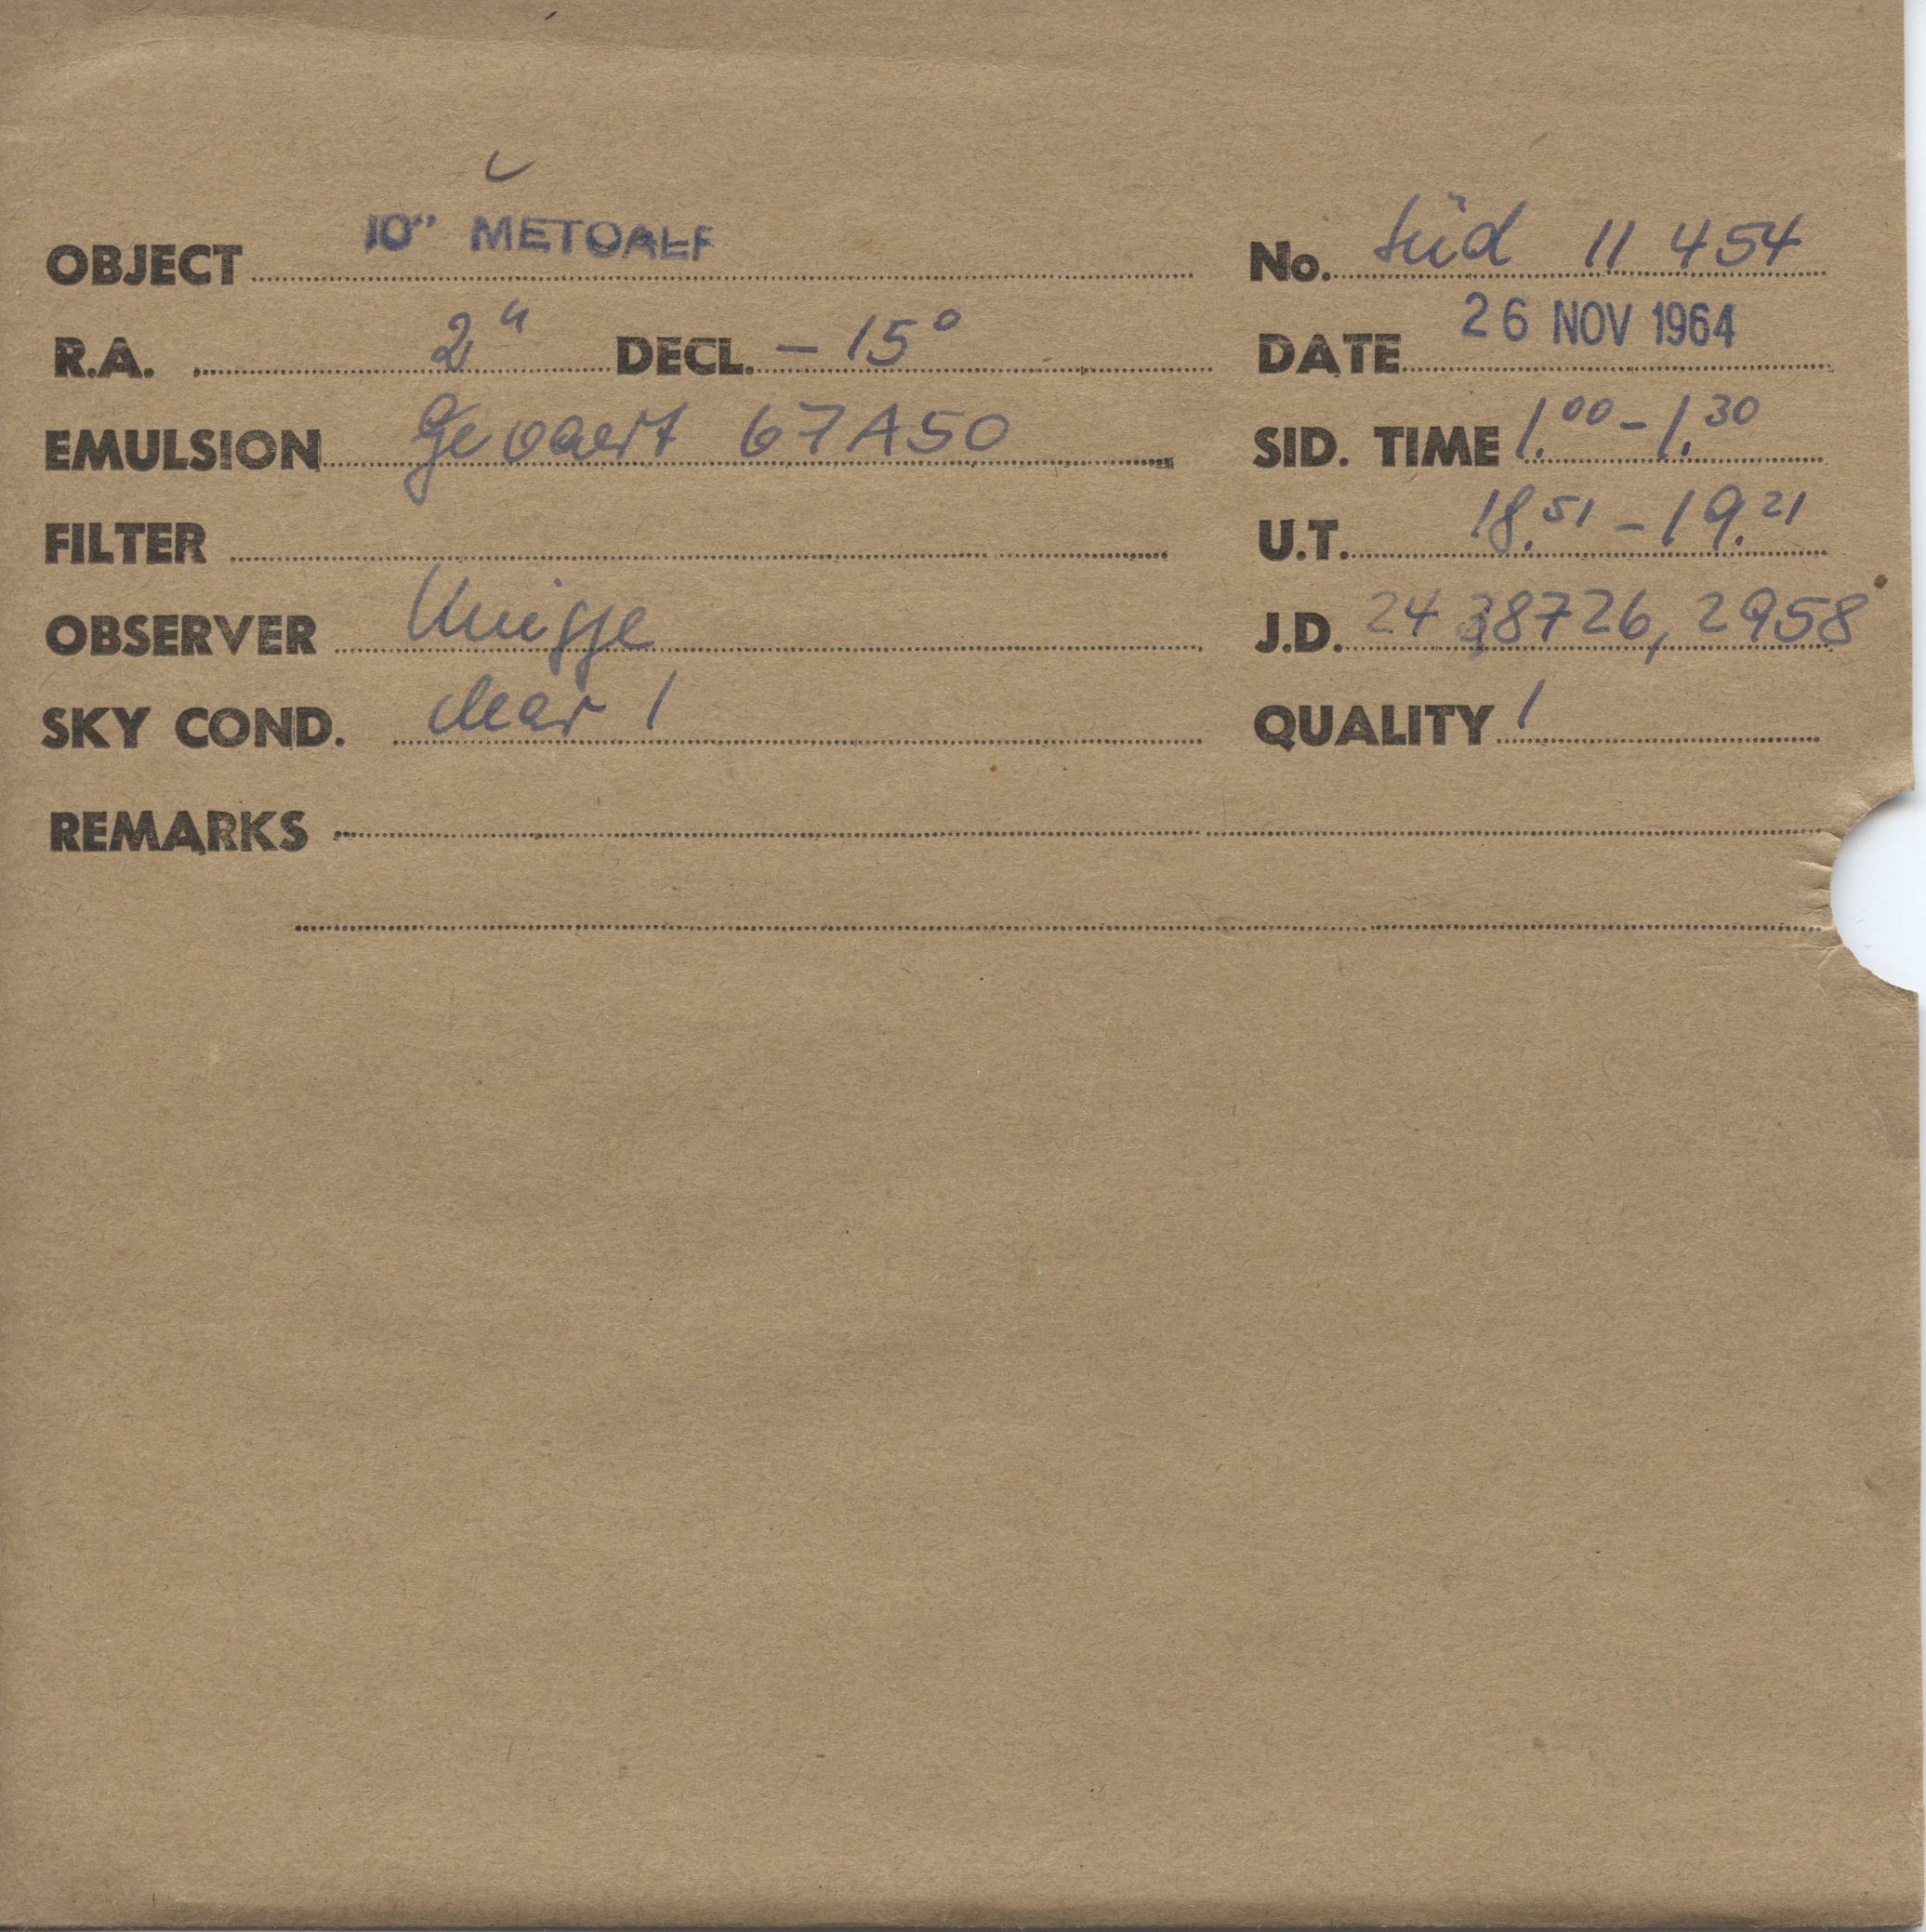 OBJECT 10" METCALF No. Süd 11 454
R.A. 2h DECL. - 15° DATE 26 NOV 1964
EMULSION Gevaert 67A50 SID. TIME 1.00 - 1.30
FILTER U.T. 18.51 - 19.21
OBSERVER Knigge J.D. 24 38726,2958
SKY COND. clear 1 QUALITY 1
REMARKS